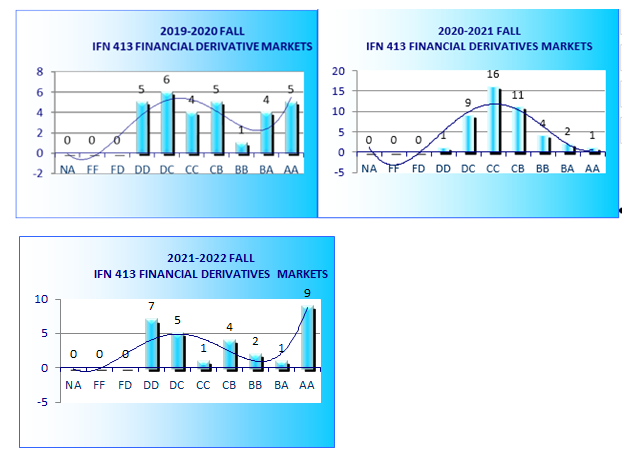 2019-2020 FALL
IFN 413 FINANCIAL DERIVATIVE MARKETS
8
6
4
2
0
-2
0 0 0 5 6 4 5 1 4 5
NA FF FD DD DC CC CB BB BA AA
2020-2021 FALL
IFN 413 FINANCIAL DERIVATIVES MARKETS
20
15
10
5
0
-5
0 0 0 1 9 16 11 4 2 1
NA FF FD DD DC CC CB BB BA AA
2021-2022 FALL
IFN 413 FINANCIAL DERIVATIVES MARKETS
10
5
0
-5
0 0 0 7 5 1 4 2 1 9
NA FF FD DD DC CC CB BB BA AA